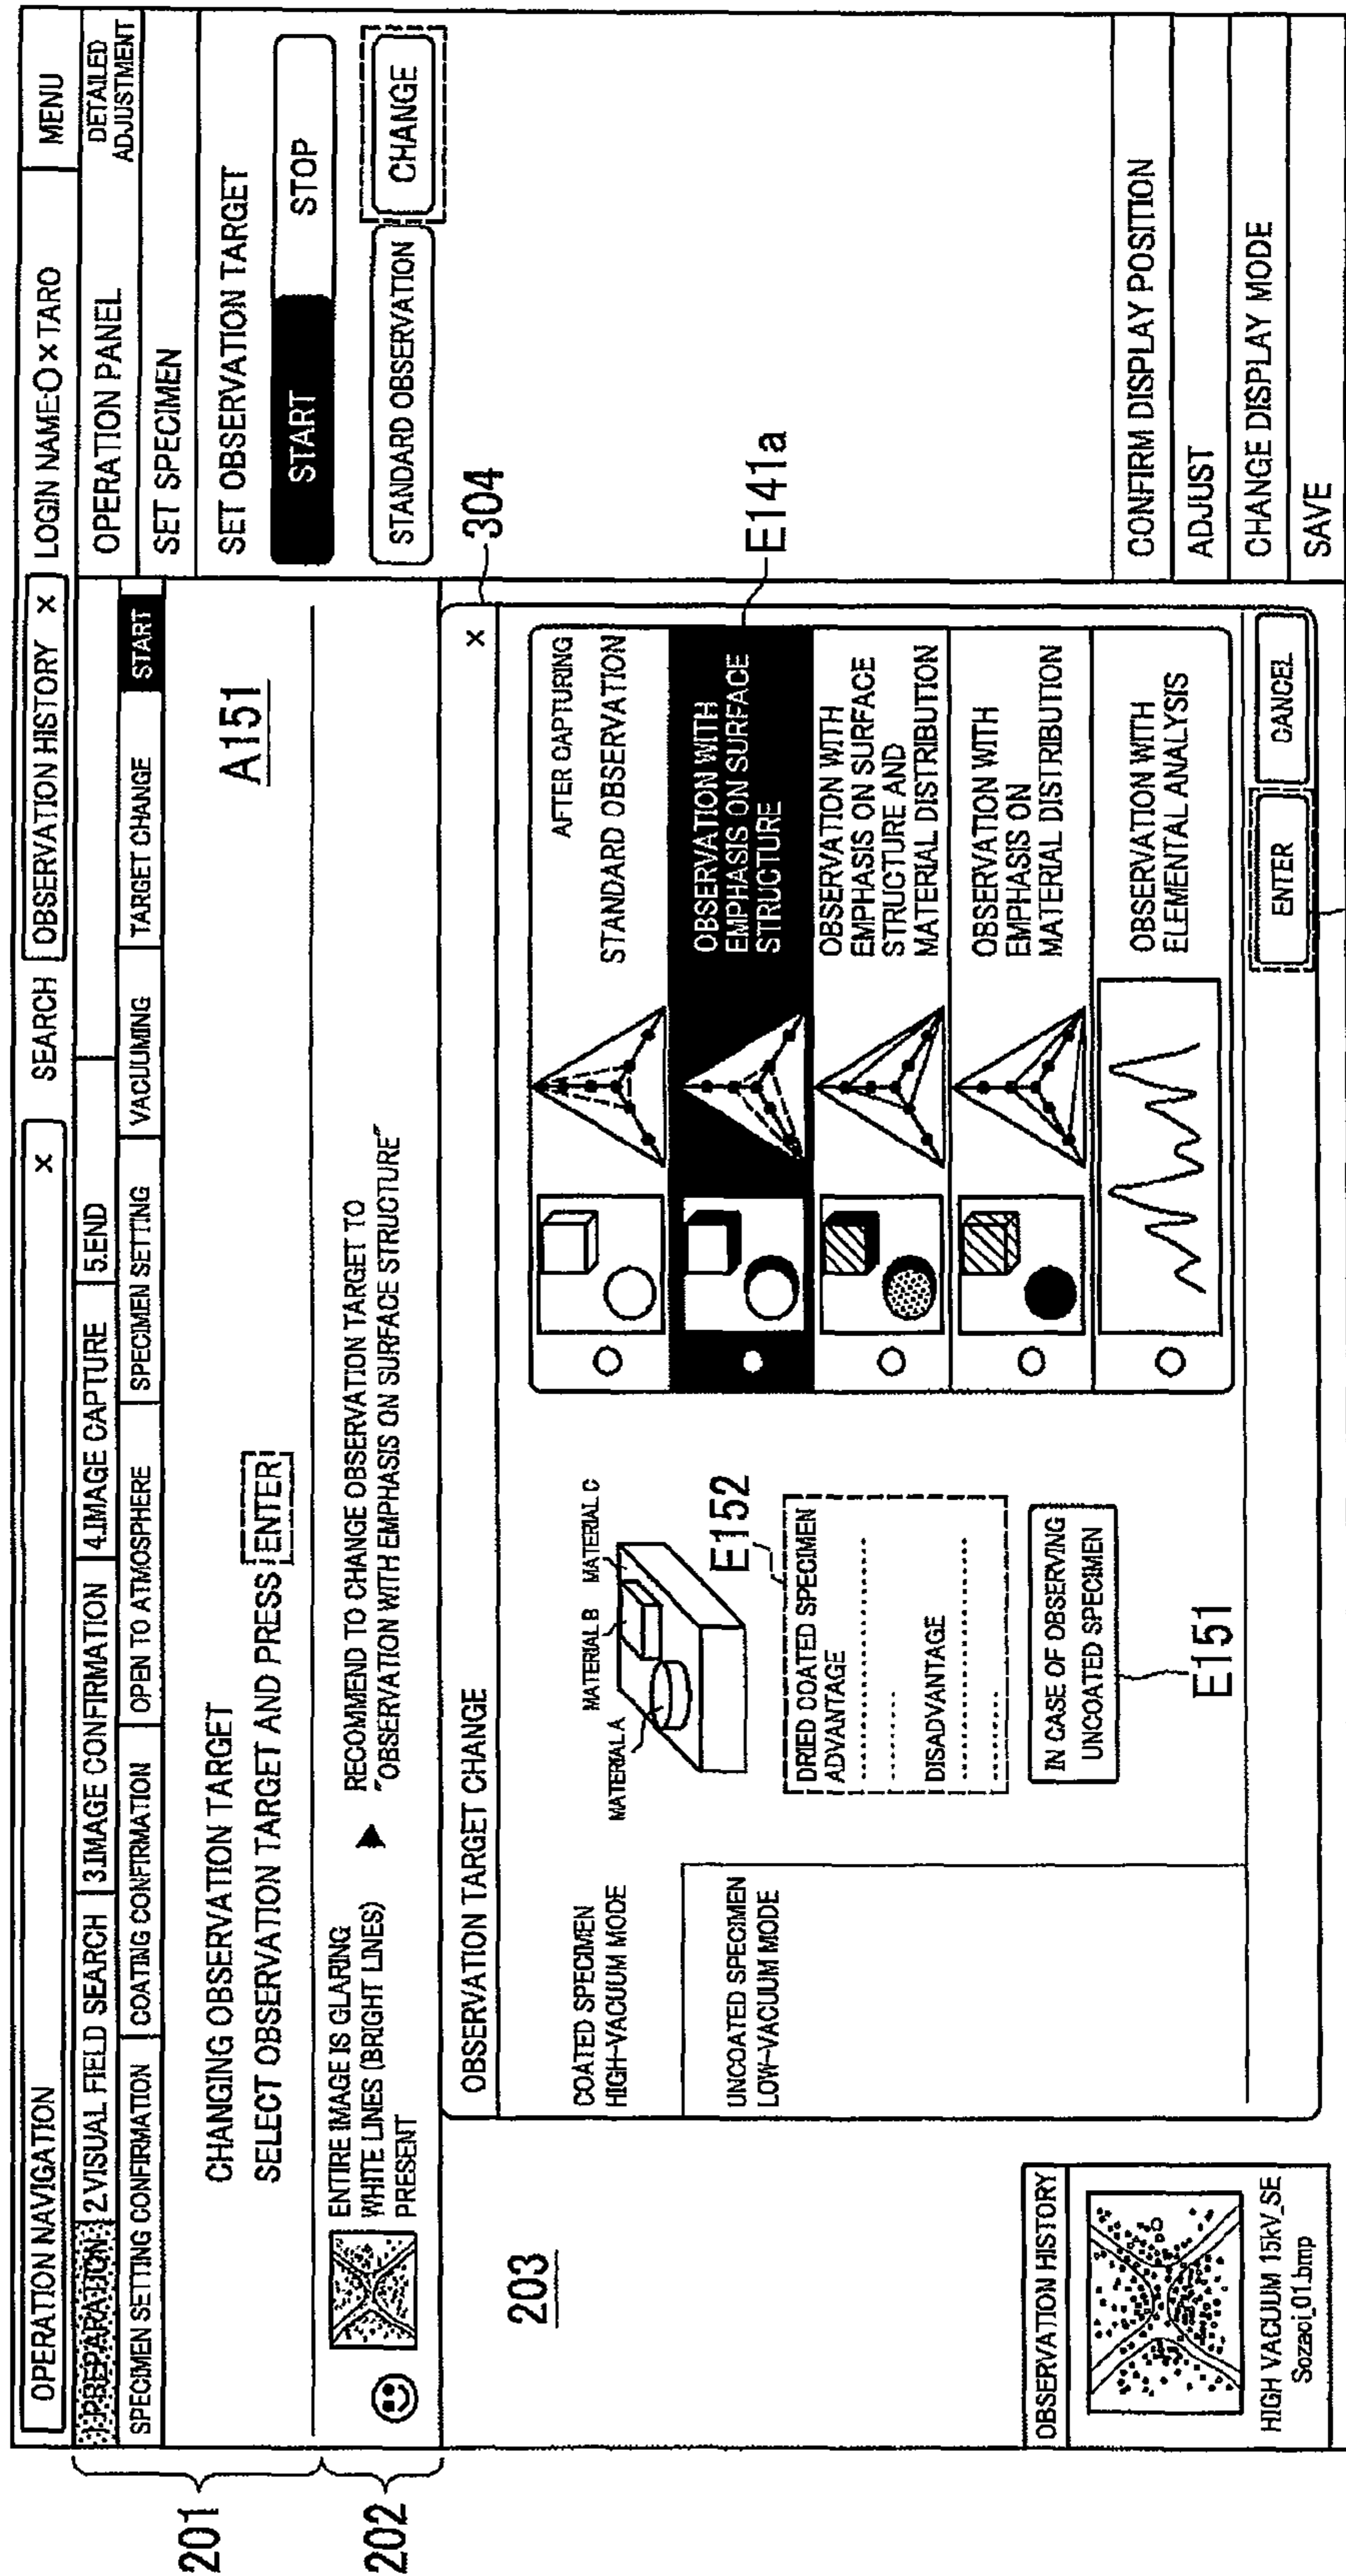 OPERATION NAVIGATION ×
SEARCH
OBSERVATION HISTORY ×
LOGIN NAME:O×TARO
MENU
1.PREPARATION
2.VISUAL FIELD SEARCH
3.IMAGE CONFIRMATION
4.IMAGE CAPTURE
5.END
SPECIMEN SETTING CONFIRMATION
COATING CONFIRMATION
OPEN TO ATMOSPHERE
SPECIMEN SETTING
VACUUMING
TARGET CHANGE
START
201
CHANGING OBSERVATION TARGET
SELECT OBSERVATION TARGET AND PRESS ENTER
A151
202
ENTIRE IMAGE IS GLARING
WHITE LINES (BRIGHT LINES)
PRESENT
RECOMMEND TO CHANGE OBSERVATION TARGET TO
"OBSERVATION WITH EMPHASIS ON SURFACE STRUCTURE"
OPERATION PANEL
DETAILED
ADJUSTMENT
SET SPECIMEN
SET OBSERVATION TARGET
START
STOP
STANDARD OBSERVATION
CHANGE
304
203
OBSERVATION TARGET CHANGE ×
COATED SPECIMEN
HIGH-VACUUM MODE
UNCOATED SPECIMEN
LOW-VACUUM MODE
MATERIAL A
MATERIAL B
MATERIAL C
E152
DRIED COATED SPECIMEN
ADVANTAGE
DISADVANTAGE
IN CASE OF OBSERVING
UNCOATED SPECIMEN
E151
AFTER CAPTURING
STANDARD OBSERVATION
OBSERVATION WITH
EMPHASIS ON SURFACE
STRUCTURE
E141a
OBSERVATION WITH
EMPHASIS ON SURFACE
STRUCTURE AND
MATERIAL DISTRIBUTION
OBSERVATION WITH
EMPHASIS ON
MATERIAL DISTRIBUTION
OBSERVATION WITH
ELEMENTAL ANALYSIS
ENTER
CANCEL
OBSERVATION HISTORY
HIGH VACUUM 15kV_SE
Sozaci_01.bmp
CONFIRM DISPLAY POSITION
ADJUST
CHANGE DISPLAY MODE
SAVE